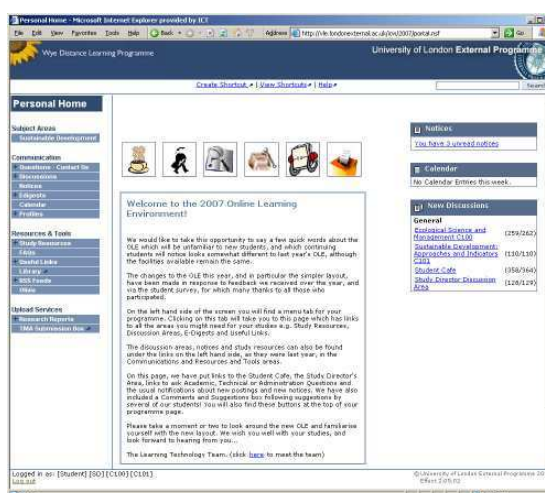 Personal Home - Microsoft Internet Explorer provided by ICT
File Edit View Favorites Tools Help Back Address http://vle.londonexternal.ac.uk/ Go
Wye Distance Learning Programme
University of London External Programme
Create Shortcut | View Shortcuts | Help
Search
Personal Home
Subject Areas
Sustainable Development
Communication
Questions - Contact Us
Discussions
Notices
E-digests
Calendar
Profiles
Resources & Tools
Study Resources
FAQs
Useful Links
Library
RSS Feeds
Wikis
Upload Services
Research Reports
TMA Submission Box
Welcome to the 2007 Online Learning
Environment!
We would like to take this opportunity to say a few quick words about the
OLE which will be unfamiliar to new students, and which continuing
students will notice looks somewhat different to last year's OLE, although
the facilities available remain the same.
The changes to the OLE this year, and in particular the simpler layout,
have been made in response to feedback we received over the year, and
via the student survey, for which many thanks to all those who
participated.
On the left hand side of the screen you will find a menu tab for your
programme. Clicking on this tab will take you to this page which has links
to all the areas you might need for your studies e.g. Study Resources,
Discussion Areas, E-Digests and Useful Links.
The discussion areas, notices and study resources can also be found
under the links on the left hand side, as they were last year, in the
Communications and Resources and Tools areas.
On this page, we have put links to the Student Cafe, the Study Director's
Area, links to ask Academic, Technical or Administration Questions and
the usual notifications about new postings and new notices. We have also
included a Comments and Suggestions box following suggestions by
several of our students! You will also find these buttons at the top of your
programme page.
Please take a moment or two to look around the new OLE and familiarise
yourself with the new layout. We wish you well with your studies, and
look forward to hearing from you...
The Learning Technology Team. (click here to meet the team)
Notices
You have 3 unread notices
Calendar
No Calendar Entries this week
New Discussions
General
Ecological Science and
Management C100 (259/262)
Sustainable Development:
Approaches and Indicators
C101 (110/110)
Student Cafe (358/364)
Study Director Discussion
Area (128/129)
Logged in as: [Student] [SD] [C100] [C101]
Log out
©University of London External Programme 20